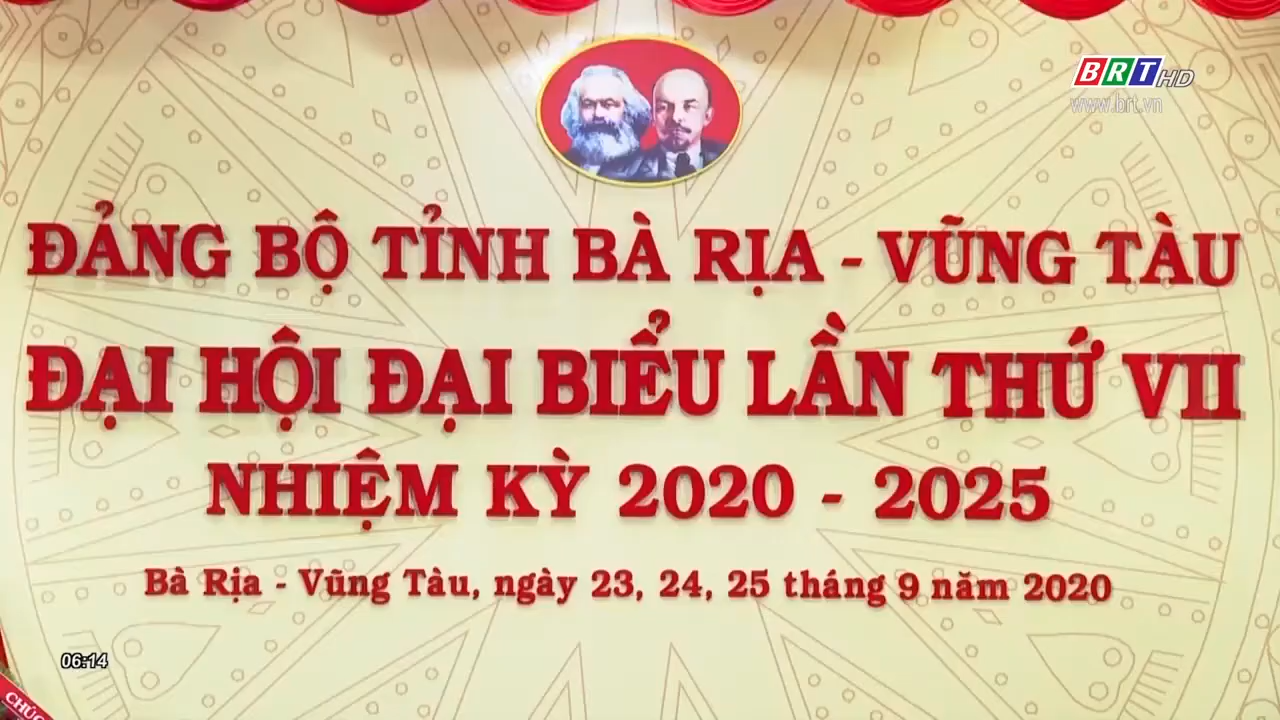 BRT HD
www.brt.vn
ĐẢNG BỘ TỈNH BÀ RỊA - VŨNG TÀU
ĐẠI HỘI ĐẠI BIỂU LẦN THỨ VII
NHIỆM KỲ 2020 - 2025
Bà Rịa - Vũng Tàu, ngày 23, 24, 25 tháng 9 năm 2020
06:14
CHÚC